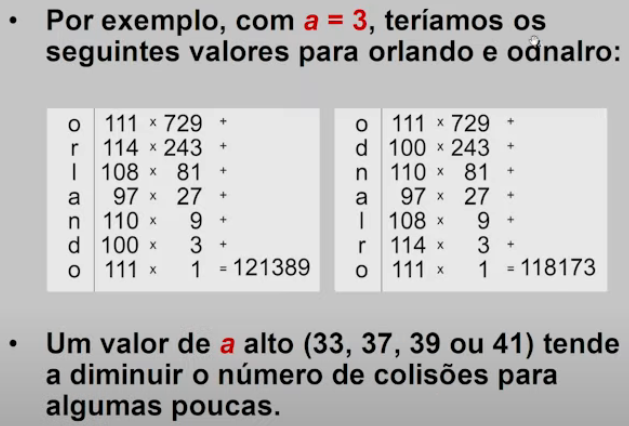 • Por exemplo, com a = 3, teríamos os
seguintes valores para orlando e odnalro:
o 111 × 729 +
r 114 × 243 +
l 108 × 81 +
a 97 × 27 +
n 110 × 9 +
d 100 × 3 +
o 111 × 1 = 121389
o 111 × 729 +
d 100 × 243 +
n 110 × 81 +
a 97 × 27 +
l 108 × 9 +
r 114 × 3 +
o 111 × 1 = 118173
• Um valor de a alto (33, 37, 39 ou 41) tende
a diminuir o número de colisões para
algumas poucas.